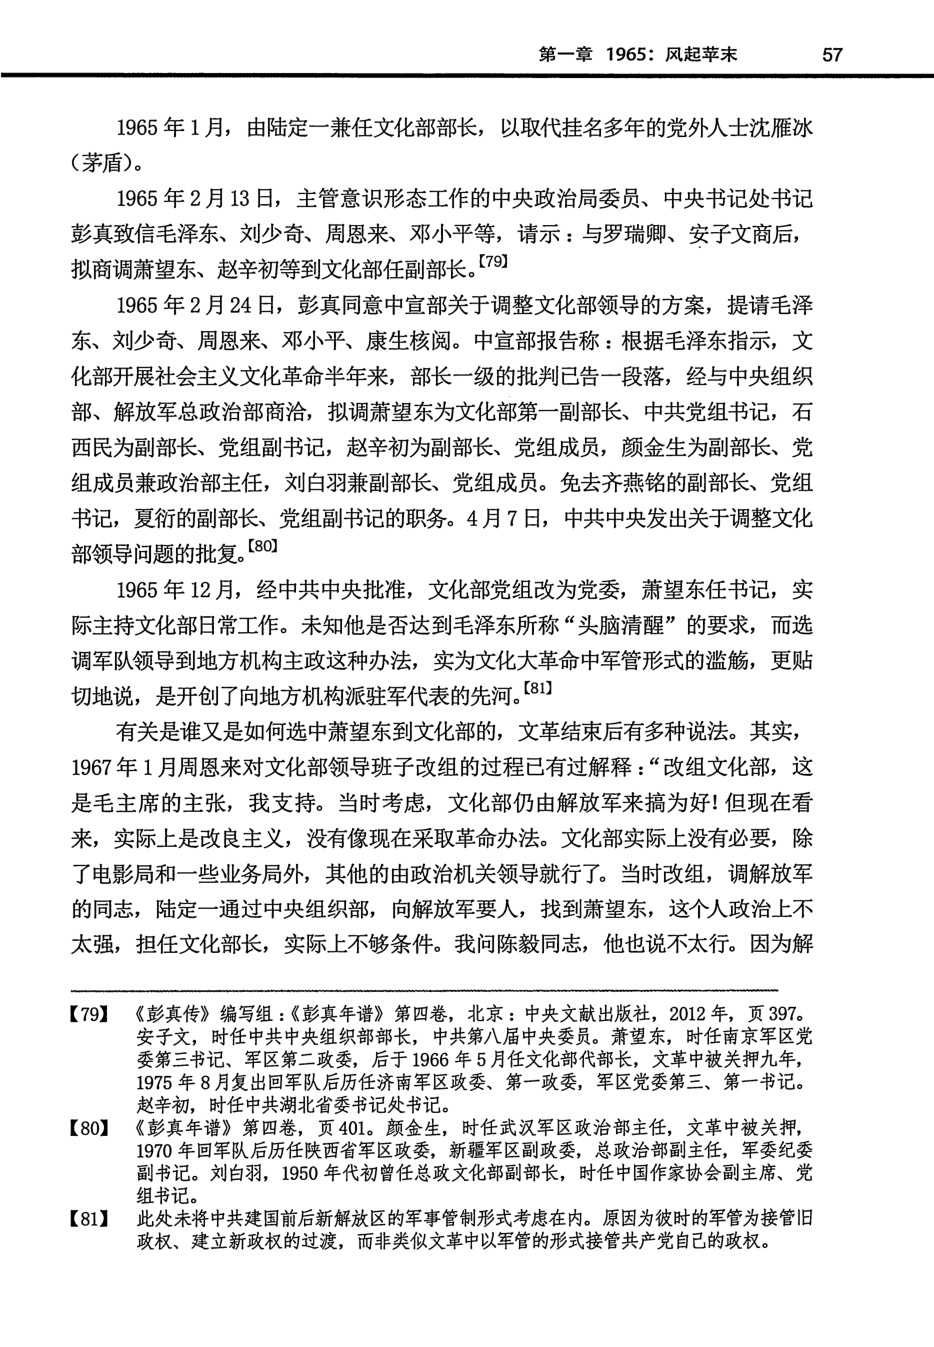 第一章 1965：风起苹末 57
1965 年 1 月，由陆定一兼任文化部部长，以取代挂名多年的党外人士沈雁冰
（茅盾）。
1965 年 2 月 13 日，主管意识形态工作的中央政治局委员、中央书记处书记
彭真致信毛泽东、刘少奇、周恩来、邓小平等，请示：与罗瑞卿、安子文商后，
拟商调萧望东、赵辛初等到文化部任副部长。【79】
1965 年 2 月 24 日，彭真同意中宣部关于调整文化部领导的方案，提请毛泽
东、刘少奇、周恩来、邓小平、康生核阅。中宣部报告称：根据毛泽东指示，文
化部开展社会主义文化革命半年来，部长一级的批判已告一段落，经与中央组织
部、解放军总政治部商洽，拟调萧望东为文化部第一副部长、中共党组书记，石
西民为副部长、党组副书记，赵辛初为副部长、党组成员，颜金生为副部长、党
组成员兼政治部主任，刘白羽兼副部长、党组成员。免去齐燕铭的副部长、党组
书记，夏衍的副部长、党组副书记的职务。4 月 7 日，中共中央发出关于调整文化
部领导问题的批复。【80】
1965 年 12 月，经中共中央批准，文化部党组改为党委，萧望东任书记，实
际主持文化部日常工作。未知他是否达到毛泽东所称“头脑清醒”的要求，而选
调军队领导到地方机构主政这种办法，实为文化大革命中军管形式的滥觞，更贴
切地说，是开创了向地方机构派驻军代表的先河。【81】
有关是谁又是如何选中萧望东到文化部的，文革结束后有多种说法。其实，
1967 年 1 月周恩来对文化部领导班子改组的过程已有过解释：“改组文化部，这
是毛主席的主张，我支持。当时考虑，文化部仍由解放军来搞为好！但现在看
来，实际上是改良主义，没有像现在采取革命办法。文化部实际上没有必要，除
了电影局和一些业务局外，其他的由政治机关领导就行了。当时改组，调解放军
的同志，陆定一通过中央组织部，向解放军要人，找到萧望东，这个人政治上不
太强，担任文化部长，实际上不够条件。我问陈毅同志，他也说不太行。因为解
【79】 《彭真传》编写组：《彭真年谱》第四卷，北京：中央文献出版社，2012 年，页 397。
安子文，时任中共中央组织部部长，中共第八届中央委员。萧望东，时任南京军区党
委第三书记、军区第二政委，后于 1966 年 5 月任文化部代部长，文革中被关押九年，
1975 年 8 月复出回军队后历任济南军区政委、第一政委，军区党委第三、第一书记。
赵辛初，时任中共湖北省委书记处书记。
【80】 《彭真年谱》第四卷，页 401。颜金生，时任武汉军区政治部主任，文革中被关押，
1970 年回军队后历任陕西省军区政委，新疆军区副政委，总政治部副主任，军委纪委
副书记。刘白羽，1950 年代初曾任总政文化部副部长，时任中国作家协会副主席、党
组书记。
【81】 此处未将中共建国前后新解放区的军事管制形式考虑在内。原因为彼时的军管为接管旧
政权、建立新政权的过渡，而非类似文革中以军管的形式接管共产党自己的政权。